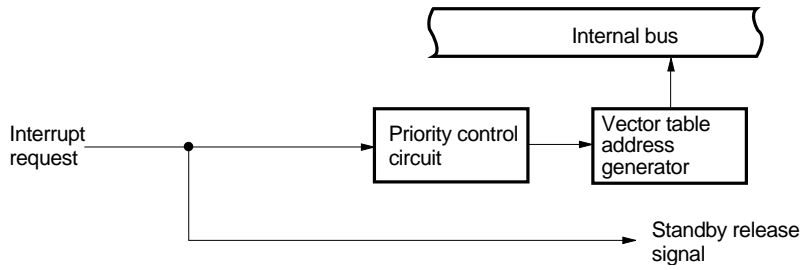 Internal bus
Interrupt
request
Priority control
circuit
Vector table
address
generator
Standby release
signal